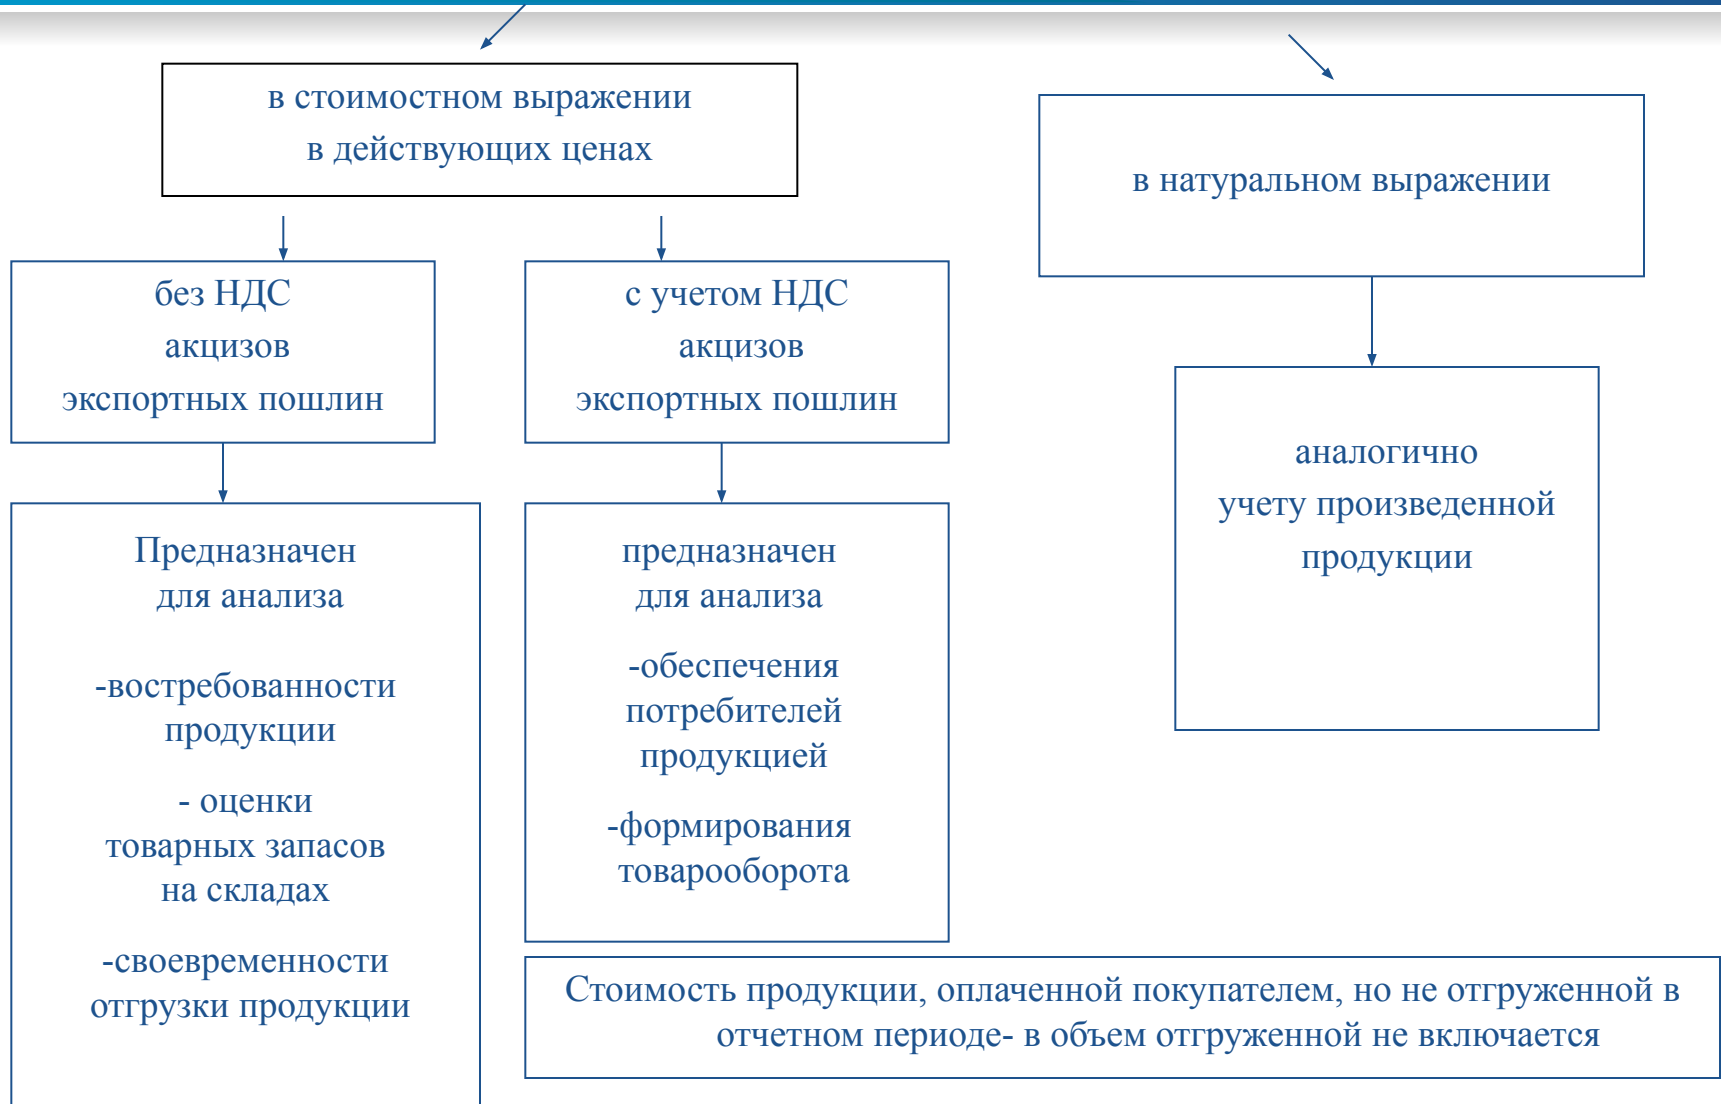 в стоимостном выражении
в действующих ценах
в натуральном выражении
без НДС
акцизов
экспортных пошлин
с учетом НДС
акцизов
экспортных пошлин
аналогично
учету произведенной
продукции
Предназначен
для анализа
-востребованности
продукции
- оценки
товарных запасов
на складах
-своевременности
отгрузки продукции
предназначен
для анализа
-обеспечения
потребителей
продукцией
-формирования
товарооборота
Стоимость продукции, оплаченной покупателем, но не отгруженной в
отчетном периоде- в объем отгруженной не включается